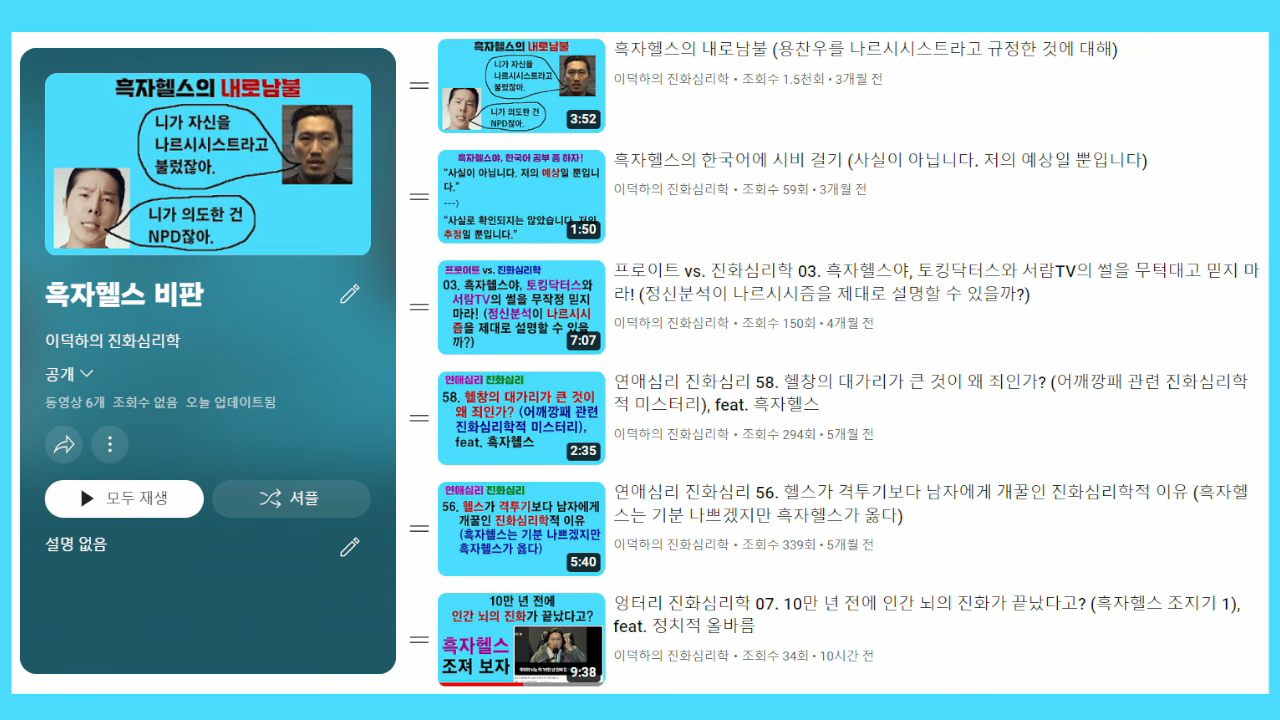 흑자헬스의 내로남불
니가 자신을
나르시시스트라고
불렀잖아.
니가 의도한 건
NPD잖아.
흑자헬스 비판
이덕하의 진화심리학
공개
동영상 6개 조회수 없음 오늘 업데이트됨
모두 재생
셔플
설명 없음
흑자헬스의 내로남불
니가 자신을
나르시시스트라고
불렀잖아.
니가 의도한 건
NPD잖아.
3:52
흑자헬스의 내로남불 (용찬우를 나르시시스트라고 규정한 것에 대해)
이덕하의 진화심리학 • 조회수 1.5천회 • 3개월 전
흑자헬스야, 한국어 공부 좀 하자!
"사실이 아닙니다. 저의 예상일 뿐입니
다."
---〉
"사실로 확인되지는 않았습니다. 저의
추정일 뿐입니다."
1:50
흑자헬스의 한국어에 시비 걸기 (사실이 아닙니다. 저의 예상일 뿐입니다)
이덕하의 진화심리학 • 조회수 59회 • 3개월 전
프로이트 vs. 진화심리학
03. 흑자헬스야, 토킹닥터스와
서람TV의 썰을 무작정 믿지
마라! (정신분석이 나르시시
즘을 제대로 설명할 수 있을
까?)
7:07
프로이트 vs. 진화심리학 03. 흑자헬스야, 토킹닥터스와 서람TV의 썰을 무턱대고 믿지 마
라! (정신분석이 나르시시즘을 제대로 설명할 수 있을까?)
이덕하의 진화심리학 • 조회수 150회 • 4개월 전
연애심리 진화심리
58. 헬창의 대가리가 큰 것이
왜 죄인가? (어깨깡패 관련
진화심리학적 미스터리),
feat. 흑자헬스
2:35
연애심리 진화심리 58. 헬창의 대가리가 큰 것이 왜 죄인가? (어깨깡패 관련 진화심리학
적 미스터리), feat. 흑자헬스
이덕하의 진화심리학 • 조회수 294회 • 5개월 전
연애심리 진화심리
56. 헬스가 격투기보다 남자에게
개꿀인 진화심리학적 이유
(흑자헬스는 기분 나쁘겠지만
흑자헬스가 옳다)
5:40
연애심리 진화심리 56. 헬스가 격투기보다 남자에게 개꿀인 진화심리학적 이유 (흑자헬
스는 기분 나쁘겠지만 흑자헬스가 옳다)
이덕하의 진화심리학 • 조회수 339회 • 5개월 전
10만 년 전에
인간 뇌의 진화가 끝났다고?
흑자헬스
조져 보자
9:38
엉터리 진화심리학 07. 10만 년 전에 인간 뇌의 진화가 끝났다고? (흑자헬스 조지기 1),
feat. 정치적 올바름
이덕하의 진화심리학 • 조회수 34회 • 10시간 전